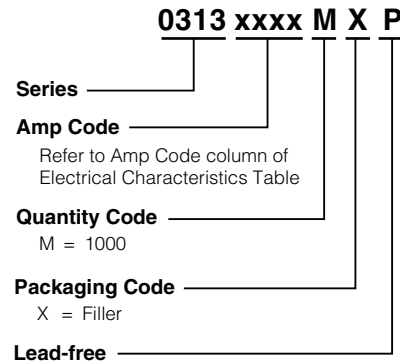 0313 xxxx M X P
Series
Amp Code
Refer to Amp Code column of
Electrical Characteristics Table
Quantity Code
M = 1000
Packaging Code
X = Filler
Lead-free